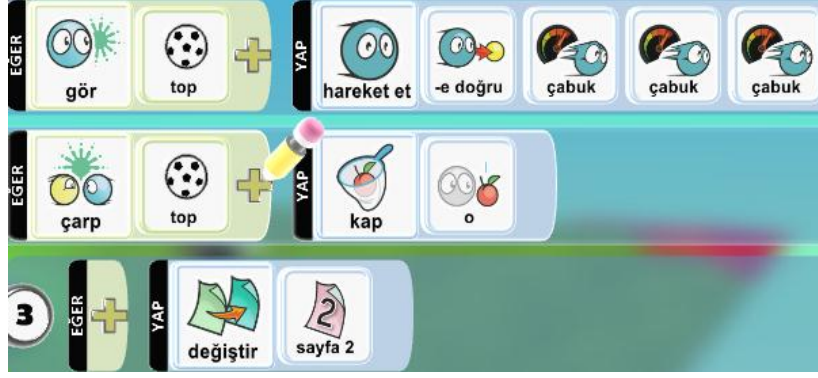 EĞER gör top YAP hareket et -e doğru çabuk çabuk çabuk
EĞER çarp top YAP kap o
3 EĞER YAP değiştir 2 sayfa 2